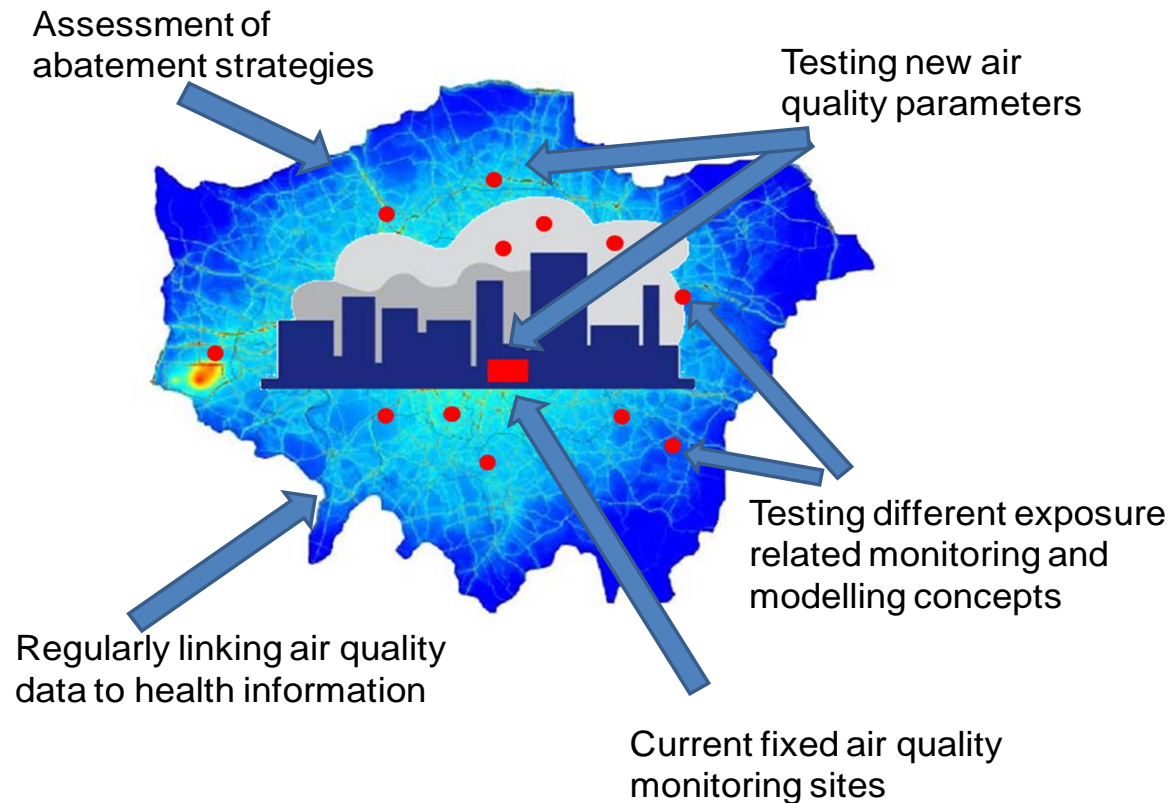 Assessment of
abatement strategies
Testing new air
quality parameters
Testing different exposure
related monitoring and
modelling concepts
Regularly linking air quality
data to health information
Current fixed air quality
monitoring sites